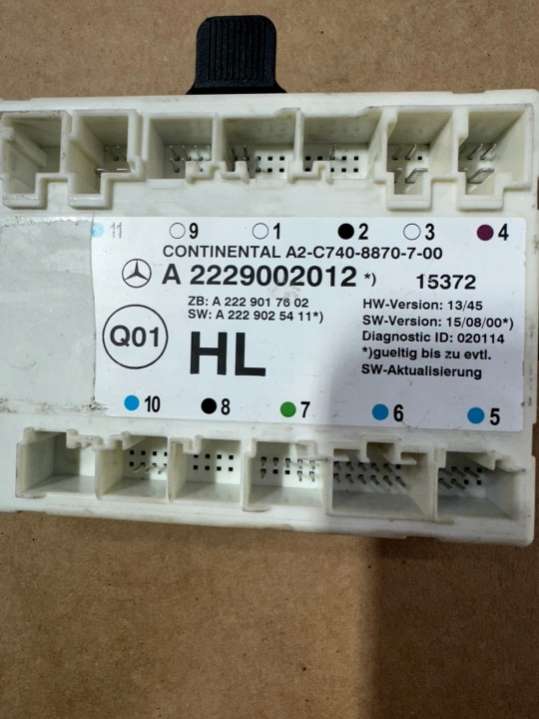 11 9 1 2 3 4
CONTINENTAL A2-C740-8870-7-00
A 2229002012 *) 15372
ZB: A 222 901 76 02
SW: A 222 902 54 11*)
HW-Version: 13/45
SW-Version: 15/08/00*)
Diagnostic ID: 020114
*)gueltig bis zu evtl.
SW-Aktualisierung
Q01
HL
10 8 7 6 5